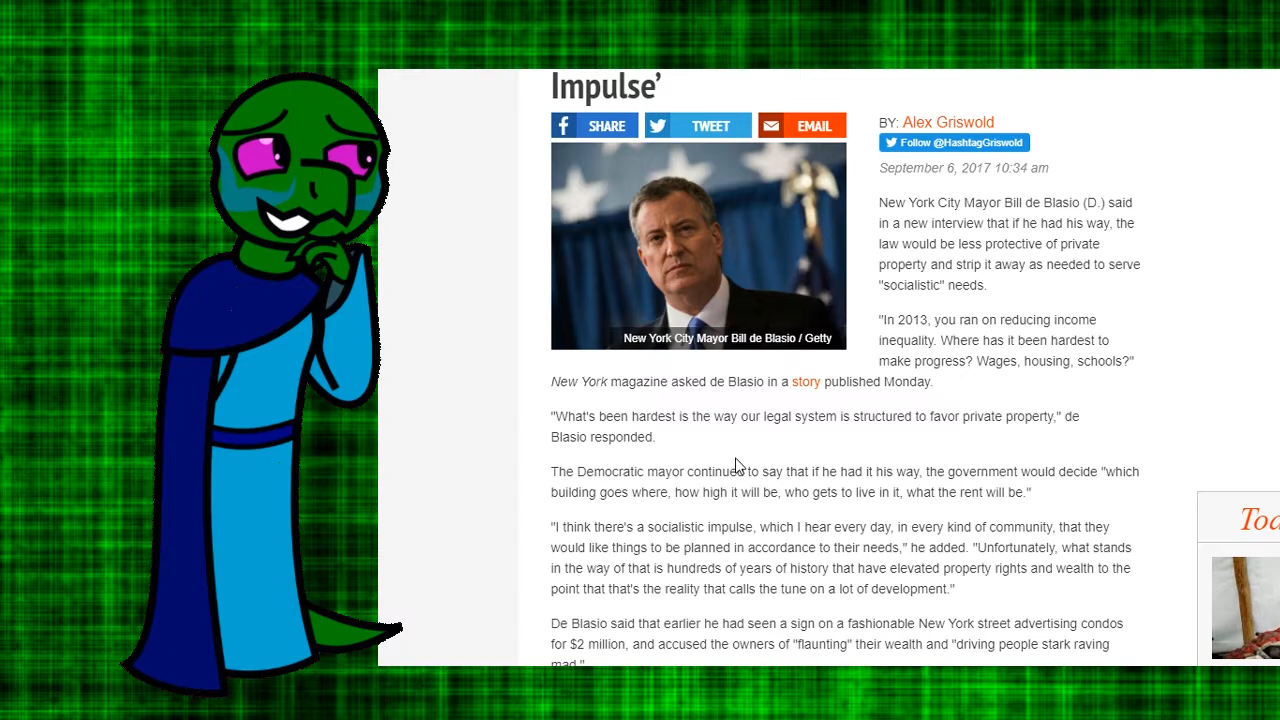 Impulse’
SHARE
TWEET
EMAIL
BY: Alex Griswold
Follow @HashtagGriswold
September 6, 2017 10:34 am
New York City Mayor Bill de Blasio / Getty
New York City Mayor Bill de Blasio (D.) said
in a new interview that if he had his way, the
law would be less protective of private
property and strip it away as needed to serve
"socialistic" needs.
"In 2013, you ran on reducing income
inequality. Where has it been hardest to
make progress? Wages, housing, schools?"
New York magazine asked de Blasio in a story published Monday.
"What's been hardest is the way our legal system is structured to favor private property," de
Blasio responded.
The Democratic mayor continued to say that if he had it his way, the government would decide "which
building goes where, how high it will be, who gets to live in it, what the rent will be."
"I think there's a socialistic impulse, which I hear every day, in every kind of community, that they
would like things to be planned in accordance to their needs," he added. "Unfortunately, what stands
in the way of that is hundreds of years of history that have elevated property rights and wealth to the
point that that's the reality that calls the tune on a lot of development."
De Blasio said that earlier he had seen a sign on a fashionable New York street advertising condos
for $2 million, and accused the owners of "flaunting" their wealth and "driving people stark raving
mad."